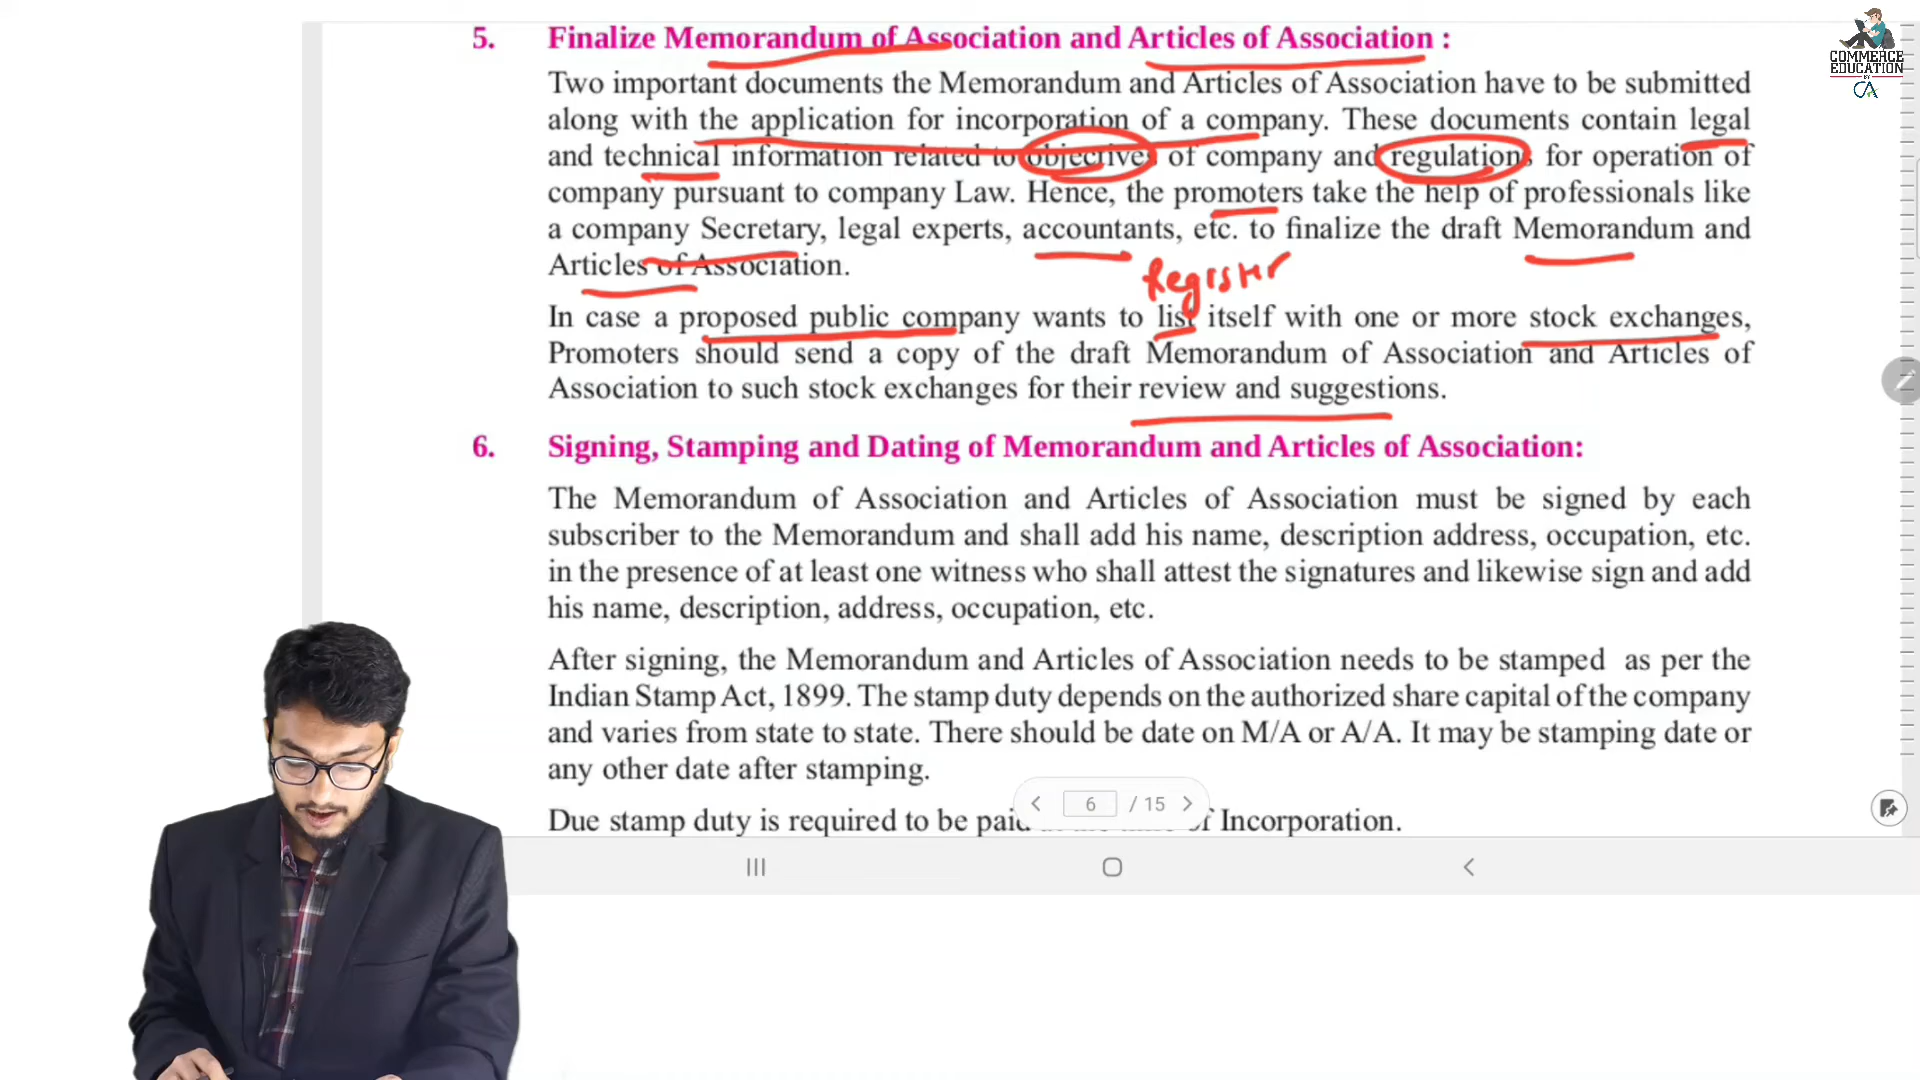 COMMERCE
EDUCATION
BY
CA
5. Finalize Memorandum of Association and Articles of Association :
Two important documents the Memorandum and Articles of Association have to be submitted
along with the application for incorporation of a company. These documents contain legal
and technical information related to objectives of company and regulations for operation of
company pursuant to company Law. Hence, the promoters take the help of professionals like
a company Secretary, legal experts, accountants, etc. to finalize the draft Memorandum and
Articles of Association.
Register
In case a proposed public company wants to list itself with one or more stock exchanges,
Promoters should send a copy of the draft Memorandum of Association and Articles of
Association to such stock exchanges for their review and suggestions.
6. Signing, Stamping and Dating of Memorandum and Articles of Association:
The Memorandum of Association and Articles of Association must be signed by each
subscriber to the Memorandum and shall add his name, description address, occupation, etc.
in the presence of at least one witness who shall attest the signatures and likewise sign and add
his name, description, address, occupation, etc.
After signing, the Memorandum and Articles of Association needs to be stamped as per the
Indian Stamp Act, 1899. The stamp duty depends on the authorized share capital of the company
and varies from state to state. There should be date on M/A or A/A. It may be stamping date or
any other date after stamping.
6 / 15
Due stamp duty is required to be paid of Incorporation.